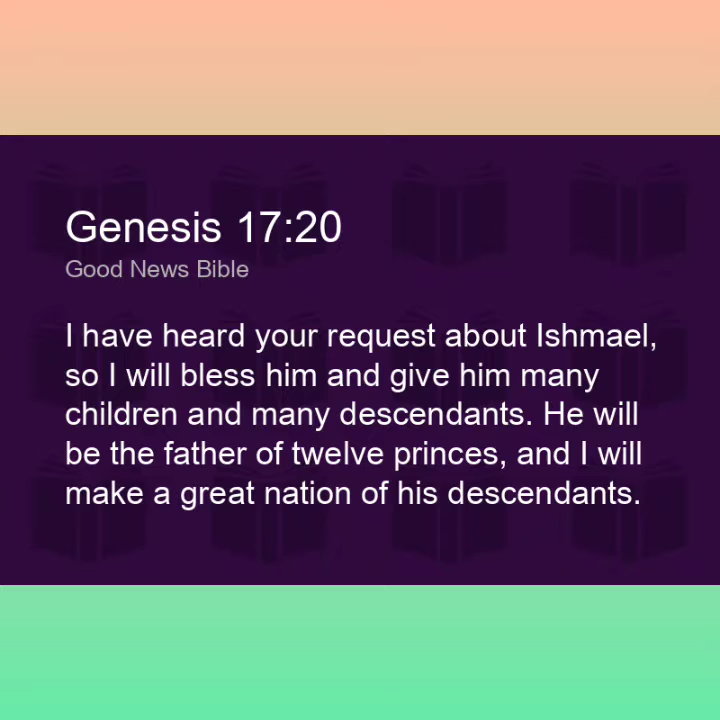 Genesis 17:20
Good News Bible
I have heard your request about Ishmael,
so I will bless him and give him many
children and many descendants. He will
be the father of twelve princes, and I will
make a great nation of his descendants.